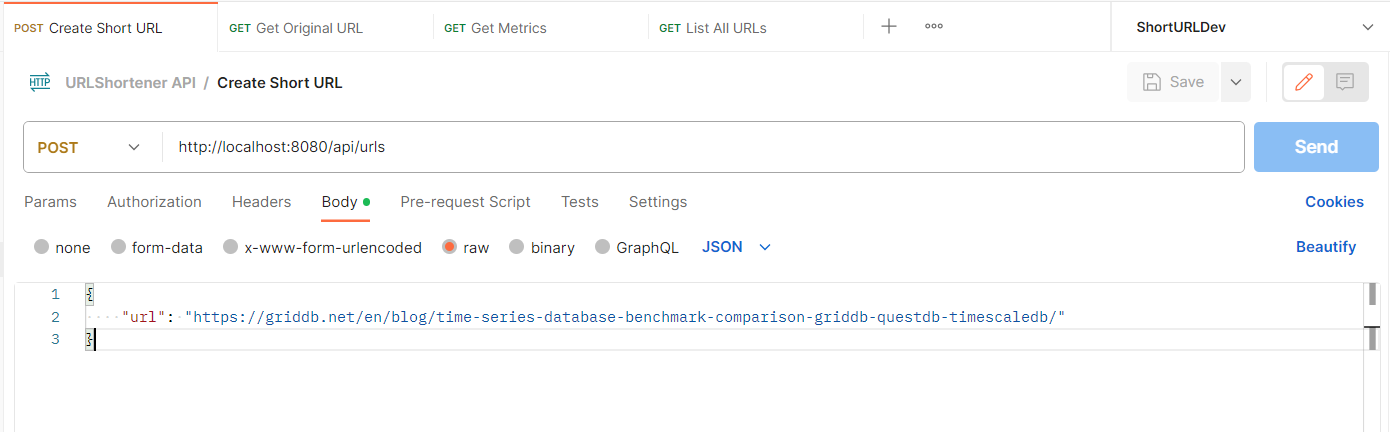 POST Create Short URL GET Get Original URL GET Get Metrics GET List All URLs ShortURLDev
HTTP URLShortener API / Create Short URL Save
POST http://localhost:8080/api/urls Send
Params Authorization Headers Body Pre-request Script Tests Settings Cookies
none form-data x-www-form-urlencoded raw binary GraphQL JSON Beautify
1 {
2 "url": "https://griddb.net/en/blog/time-series-database-benchmark-comparison-griddb-questdb-timescaledb/"
3 }